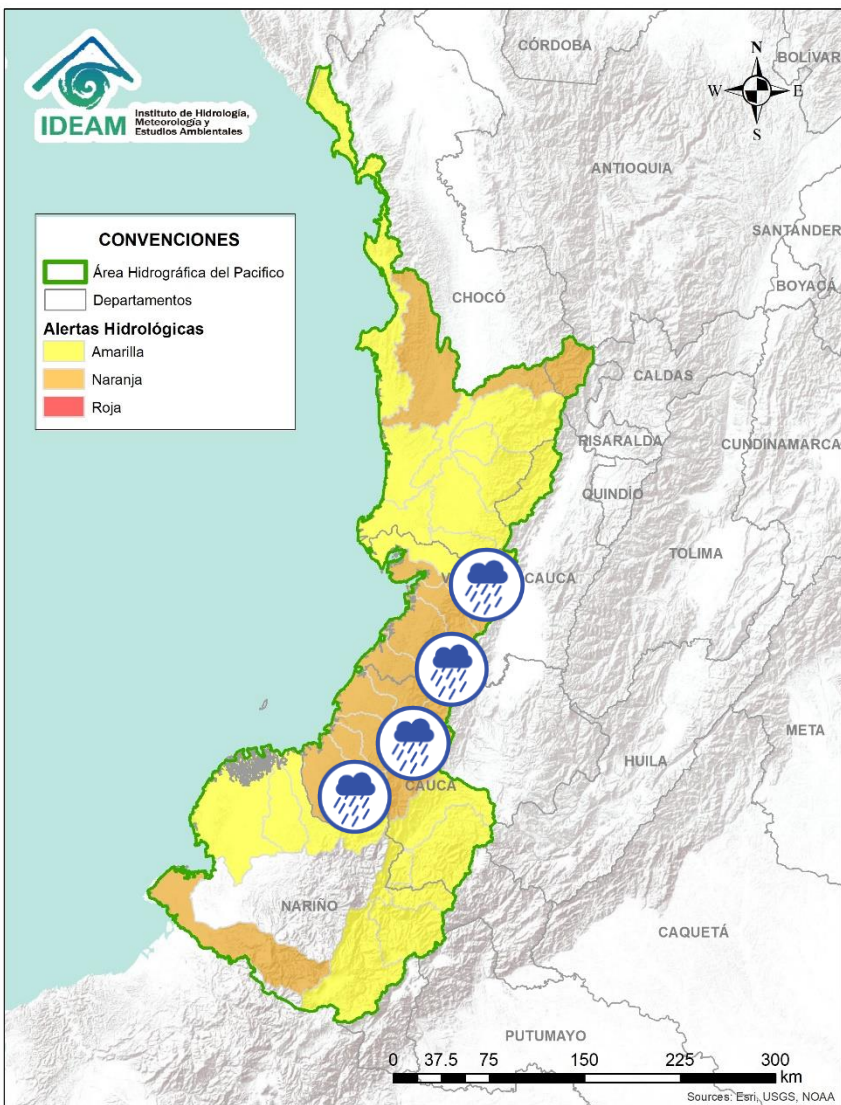 IDEAM
Instituto de Hidrología,
Meteorología y
Estudios Ambientales
N
W E
S
CONVENCIONES
Área Hidrográfica del Pacifico
Departamentos
Alertas Hidrológicas
Amarilla
Naranja
Roja
CÓRDOBA
BOLÍVAR
ANTIOQUIA
SANTANDER
BOYACÁ
CHOCÓ
CALDAS
RISARALDA
CUNDINAMARCA
QUINDÍO
TOLIMA
CAUCA
META
HUILA
CAUCA
NARIÑO
CAQUETÁ
PUTUMAYO
0 37.5 75 150 225 300
km
Sources: Esri, USGS, NOAA